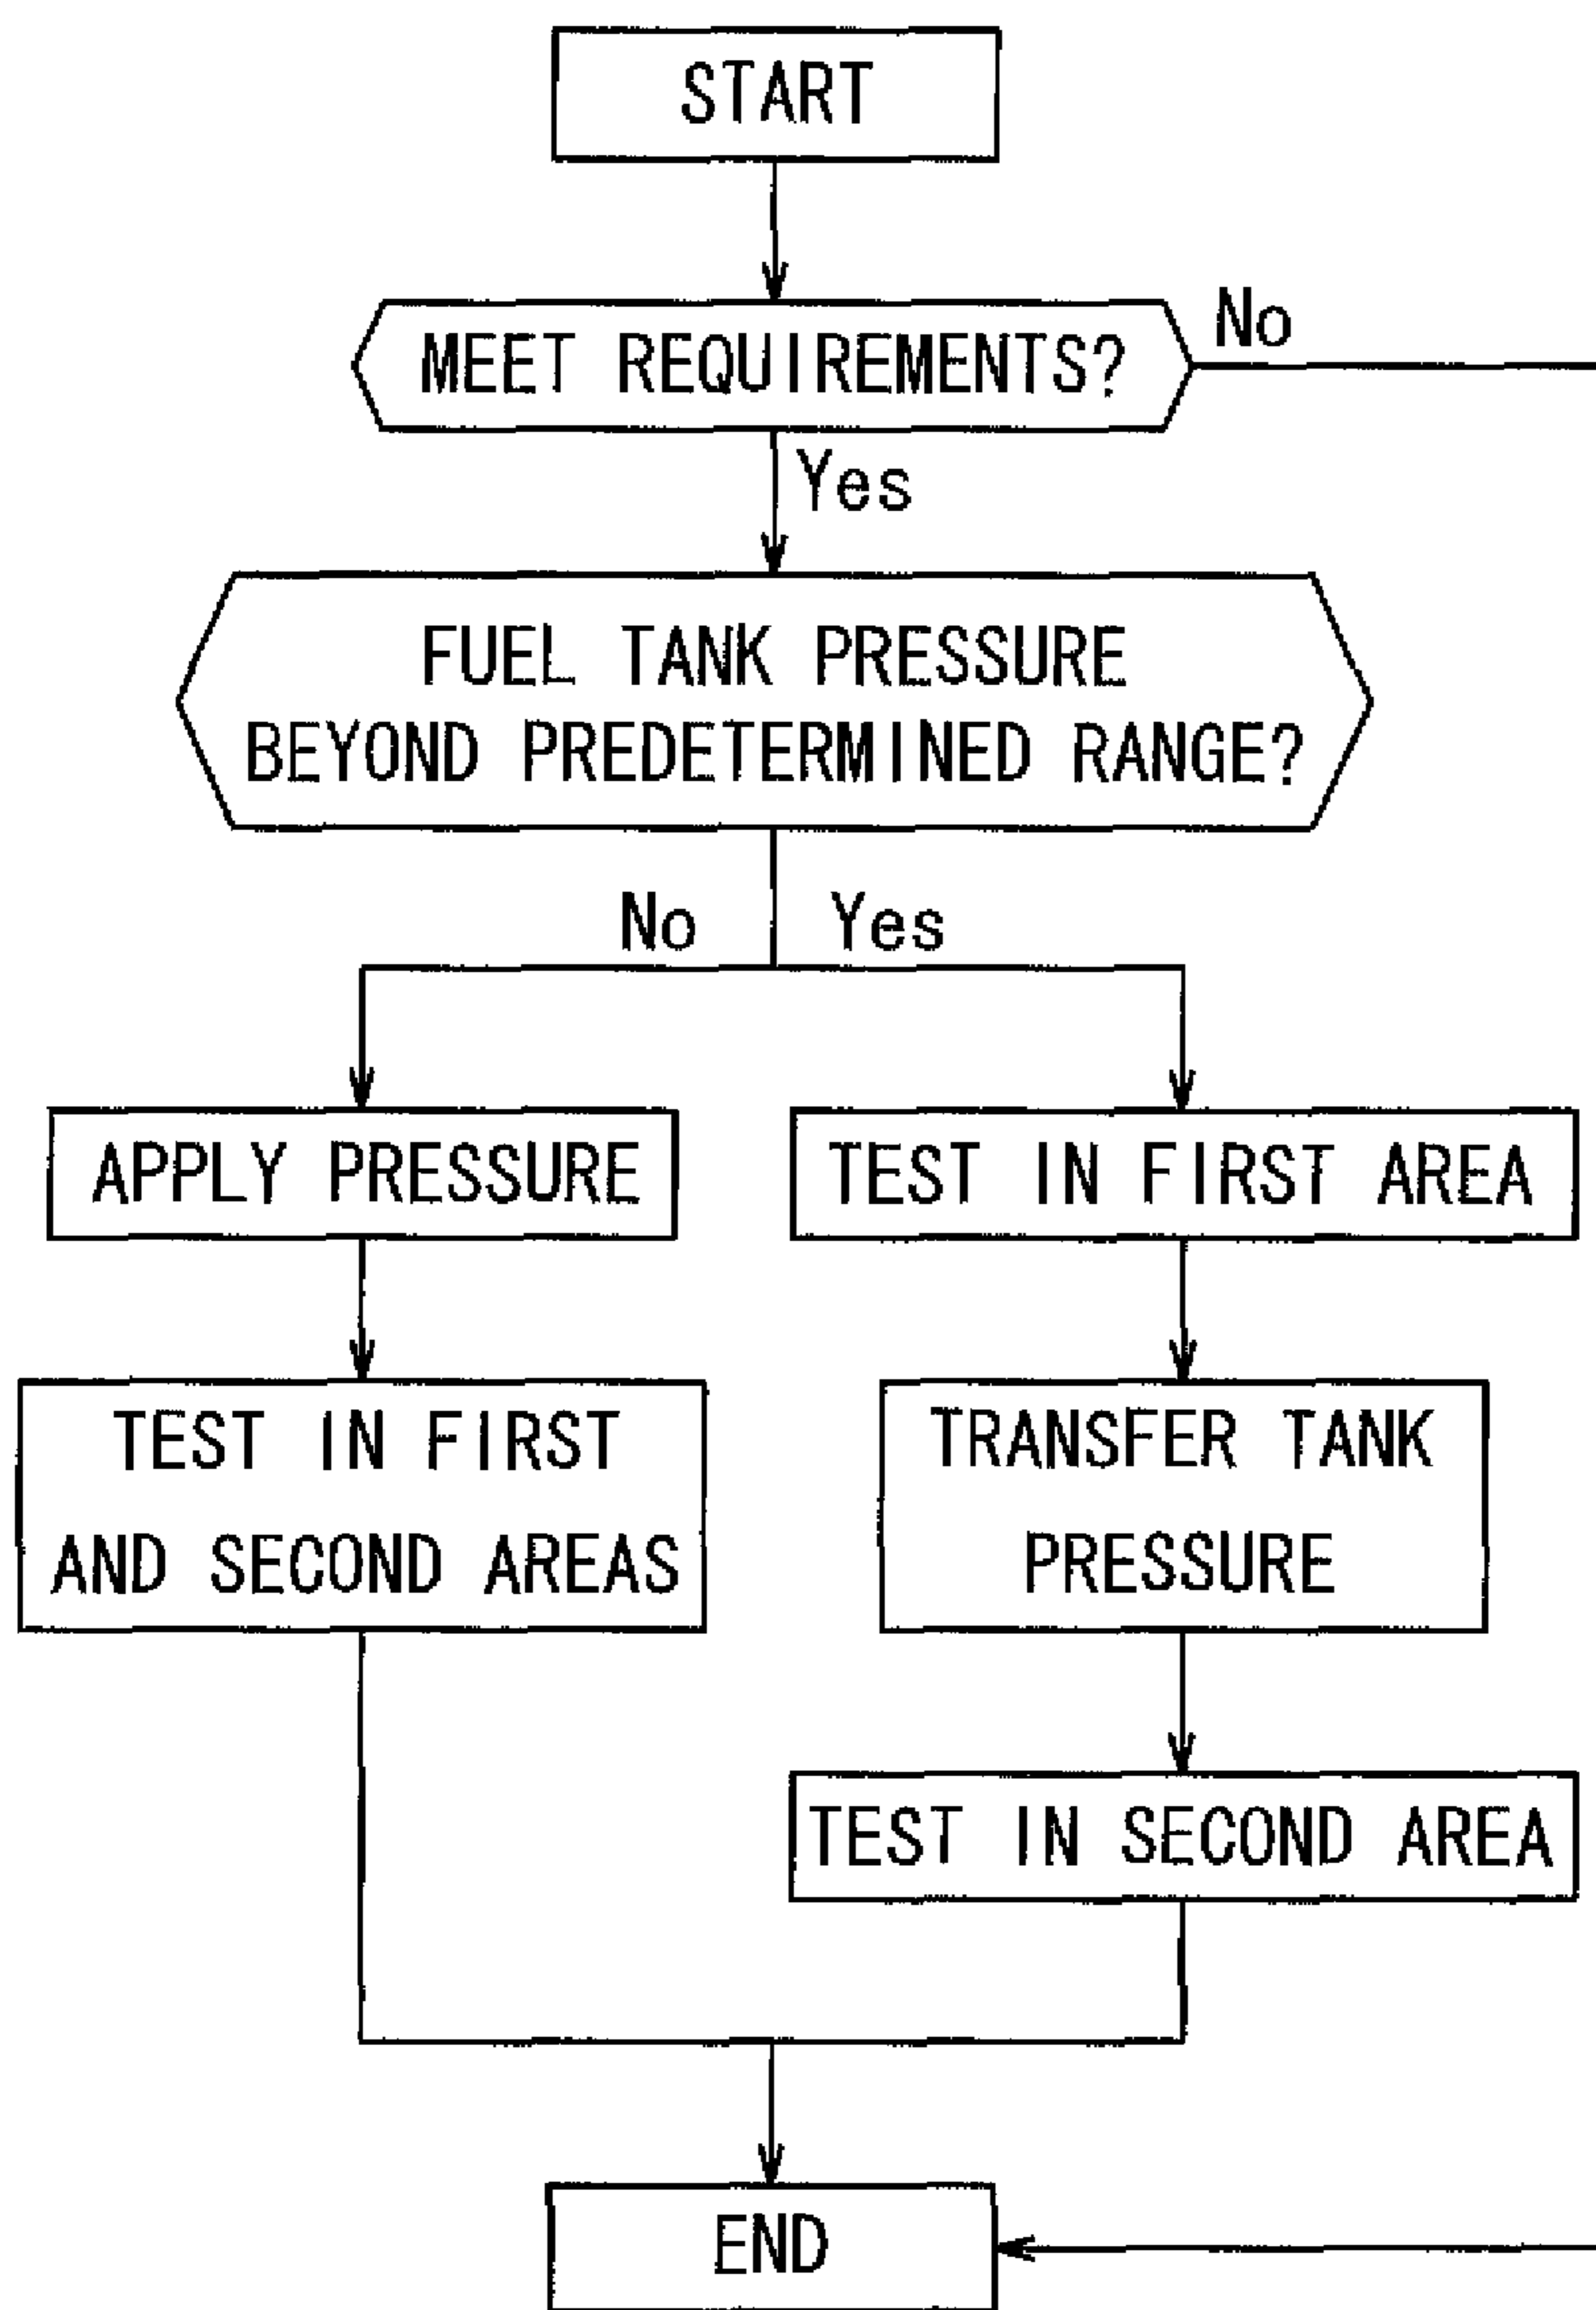 START
MEET REQUIREMENTS?
No
Yes
FUEL TANK PRESSURE
BEYOND PREDETERMINED RANGE?
No
Yes
APPLY PRESSURE
TEST IN FIRST AREA
TEST IN FIRST
AND SECOND AREAS
TRANSFER TANK
PRESSURE
TEST IN SECOND AREA
END